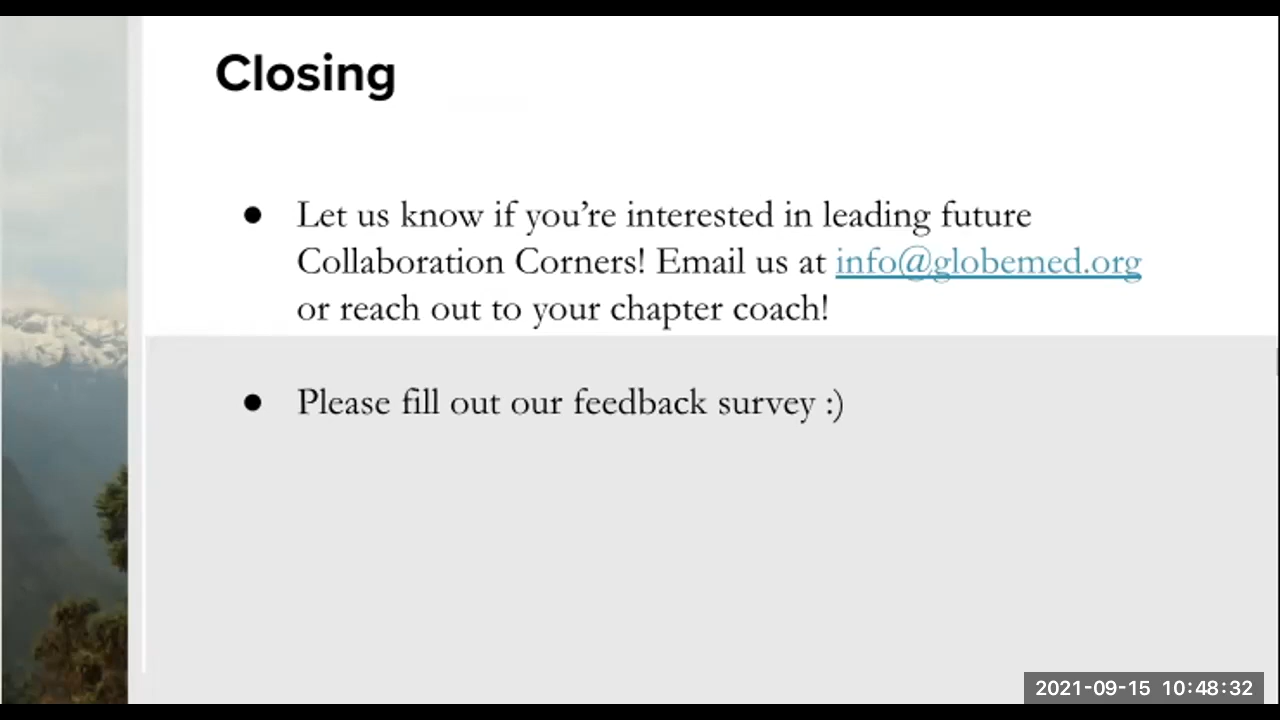 Closing
● Let us know if you’re interested in leading future
Collaboration Corners! Email us at info@globemed.org
or reach out to your chapter coach!
● Please fill out our feedback survey :)
2021-09-15 10:48:32